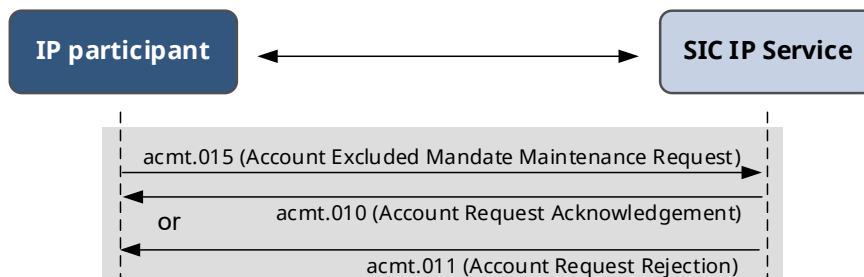 IP participant
SIC IP Service
acmt.015 (Account Excluded Mandate Maintenance Request)
acmt.010 (Account Request Acknowledgement)
or
acmt.011 (Account Request Rejection)